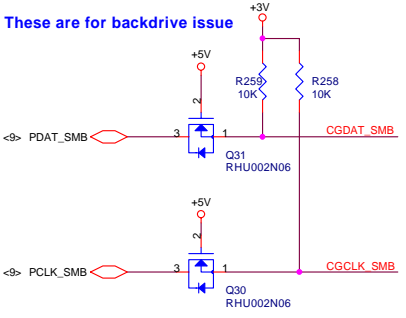 These are for backdrive issue
+3V
+5V
R259
10K
R258
10K
2
<9> PDAT_SMB
3
1
CGDAT_SMB
Q31
RHU002N06
+5V
2
<9> PCLK_SMB
3
1
CGCLK_SMB
Q30
RHU002N06